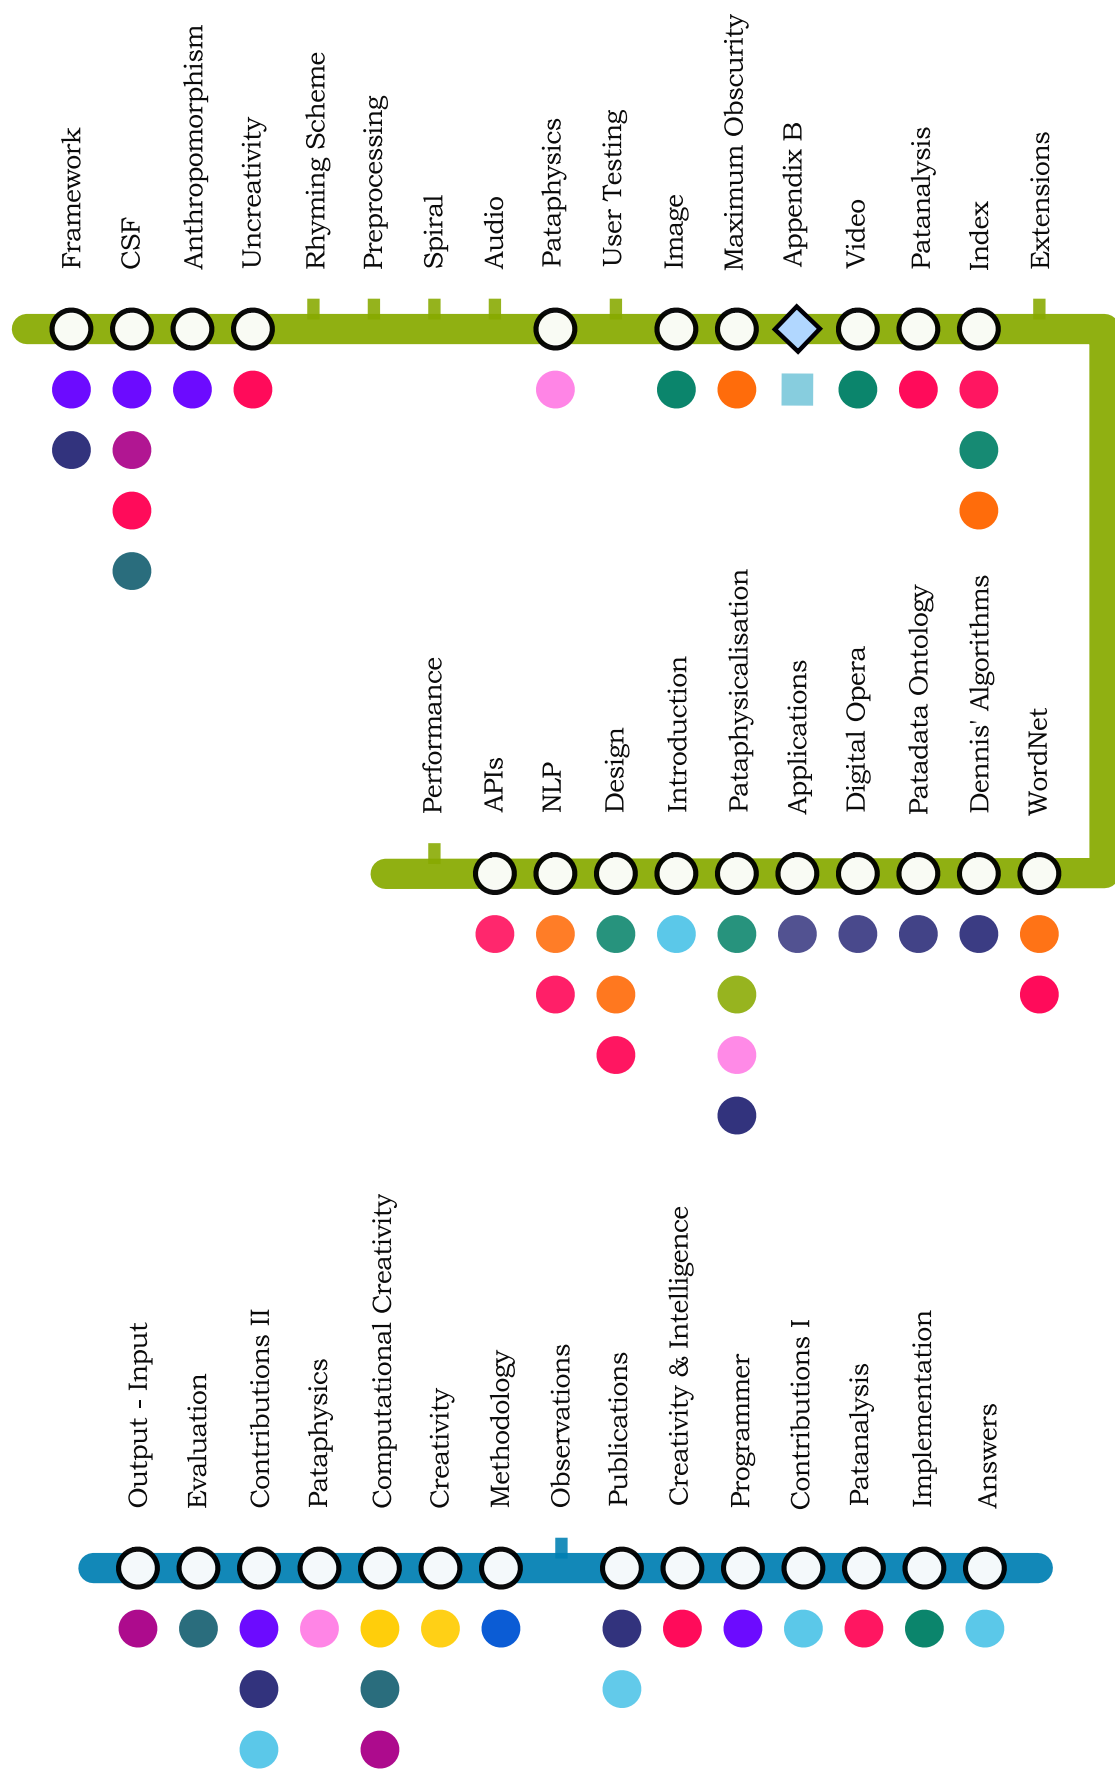 Framework
CSF
Anthropomorphism
Uncreativity
Rhyming Scheme
Preprocessing
Spiral
Audio
Pataphysics
User Testing
Image
Maximum Obscurity
Appendix B
Video
Patanalysis
Index
Extensions
Performance
APIs
NLP
Design
Introduction
Pataphysicalisation
Applications
Digital Opera
Patadata Ontology
Dennis' Algorithms
WordNet
Output - Input
Evaluation
Contributions II
Pataphysics
Computational Creativity
Creativity
Methodology
Observations
Publications
Creativity & Intelligence
Programmer
Contributions I
Patanalysis
Implementation
Answers